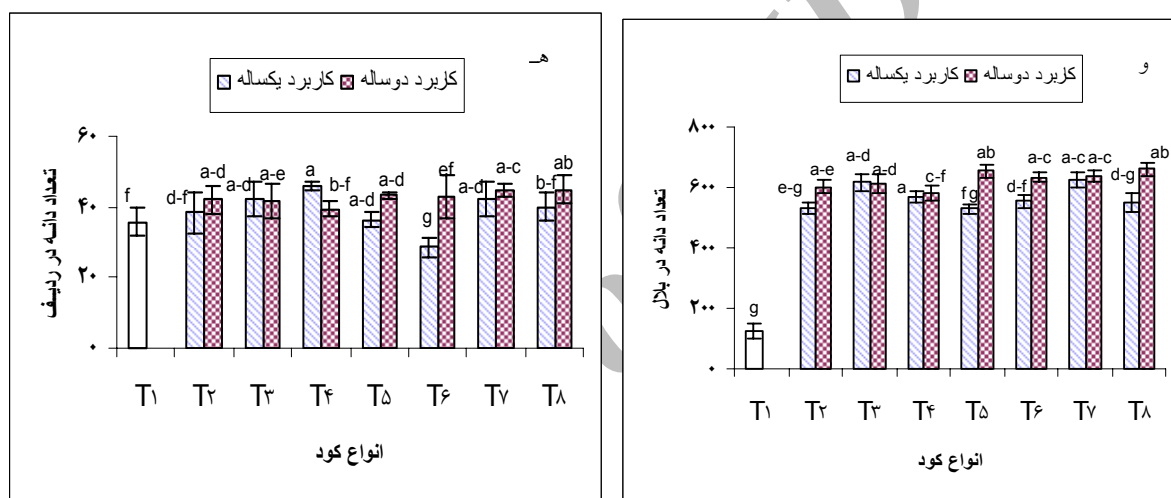 هـ
کاربرد یکساله کاربرد دوساله
تعداد دانه در ردیف
۶۰
۴۰
۲۰
۰
f d-f a-d a-d a-e a b-f a-d a-d g ef a-d a-c b-f ab
T۱ T۲ T۳ T۴ T۵ T۶ T۷ T۸
انواع کود
و
کاربرد یکساله کاربرد دوساله
تعداد دانه در بلال
۸۰۰
۶۰۰
۴۰۰
۲۰۰
۰
g e-g a-e a-d a-d a c-f fg ab d-f a-c a-c a-c d-g ab
T۱ T۲ T۳ T۴ T۵ T۶ T۷ T۸
انواع کود